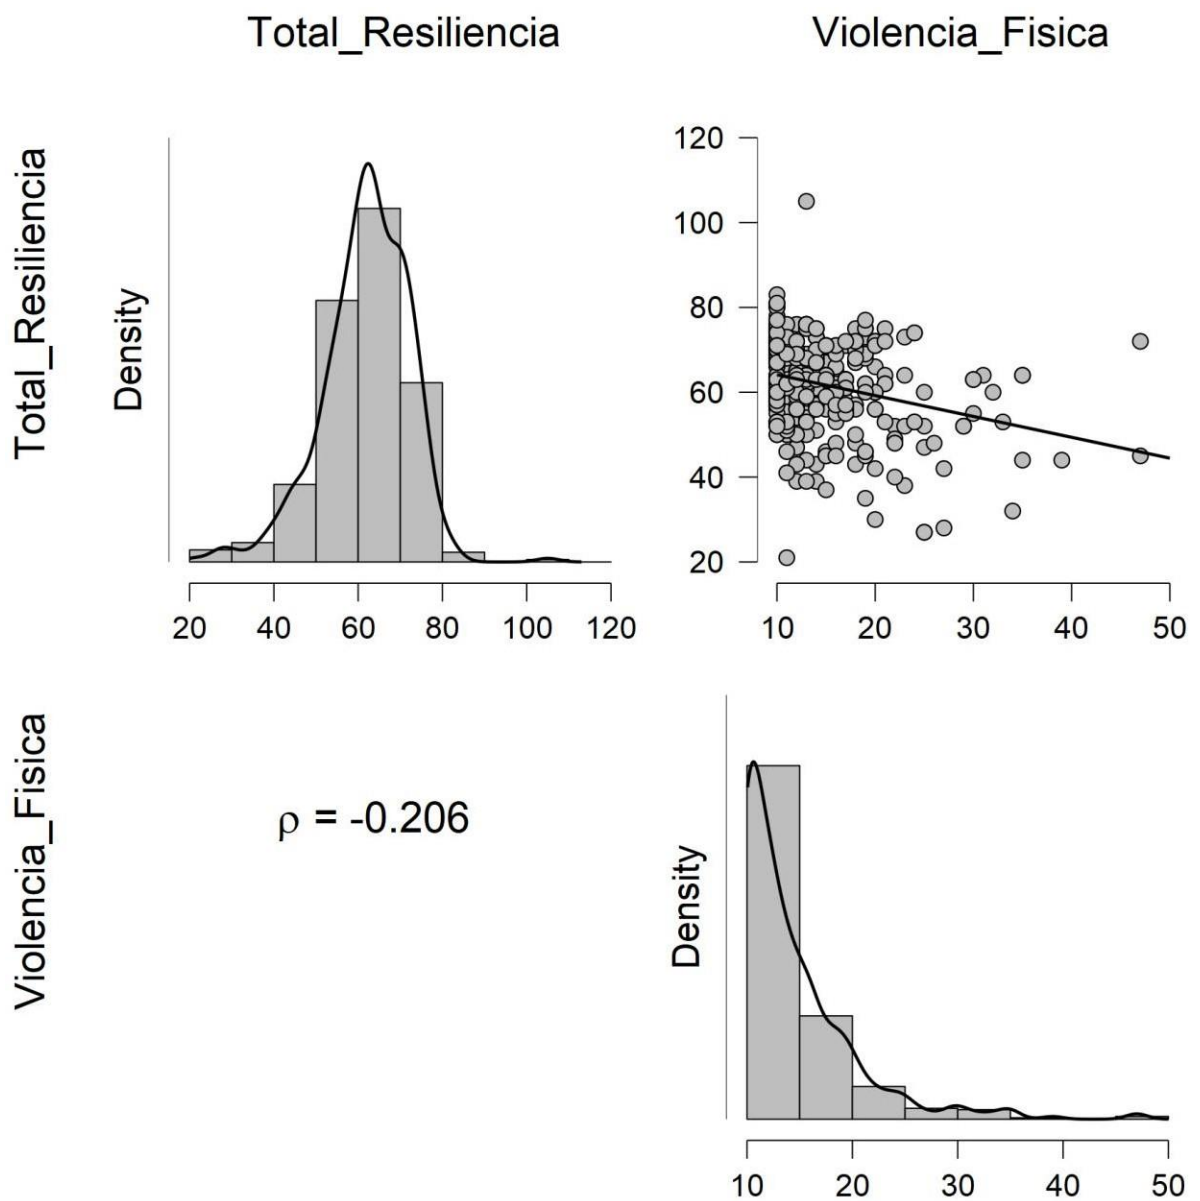 Total_Resiliencia Violencia_Fisica
Total_Resiliencia
Density
20 40 60 80 100 120
120
100
80
60
40
20
10 20 30 40 50
Violencia_Fisica
ρ = -0.206
Density
10 20 30 40 50